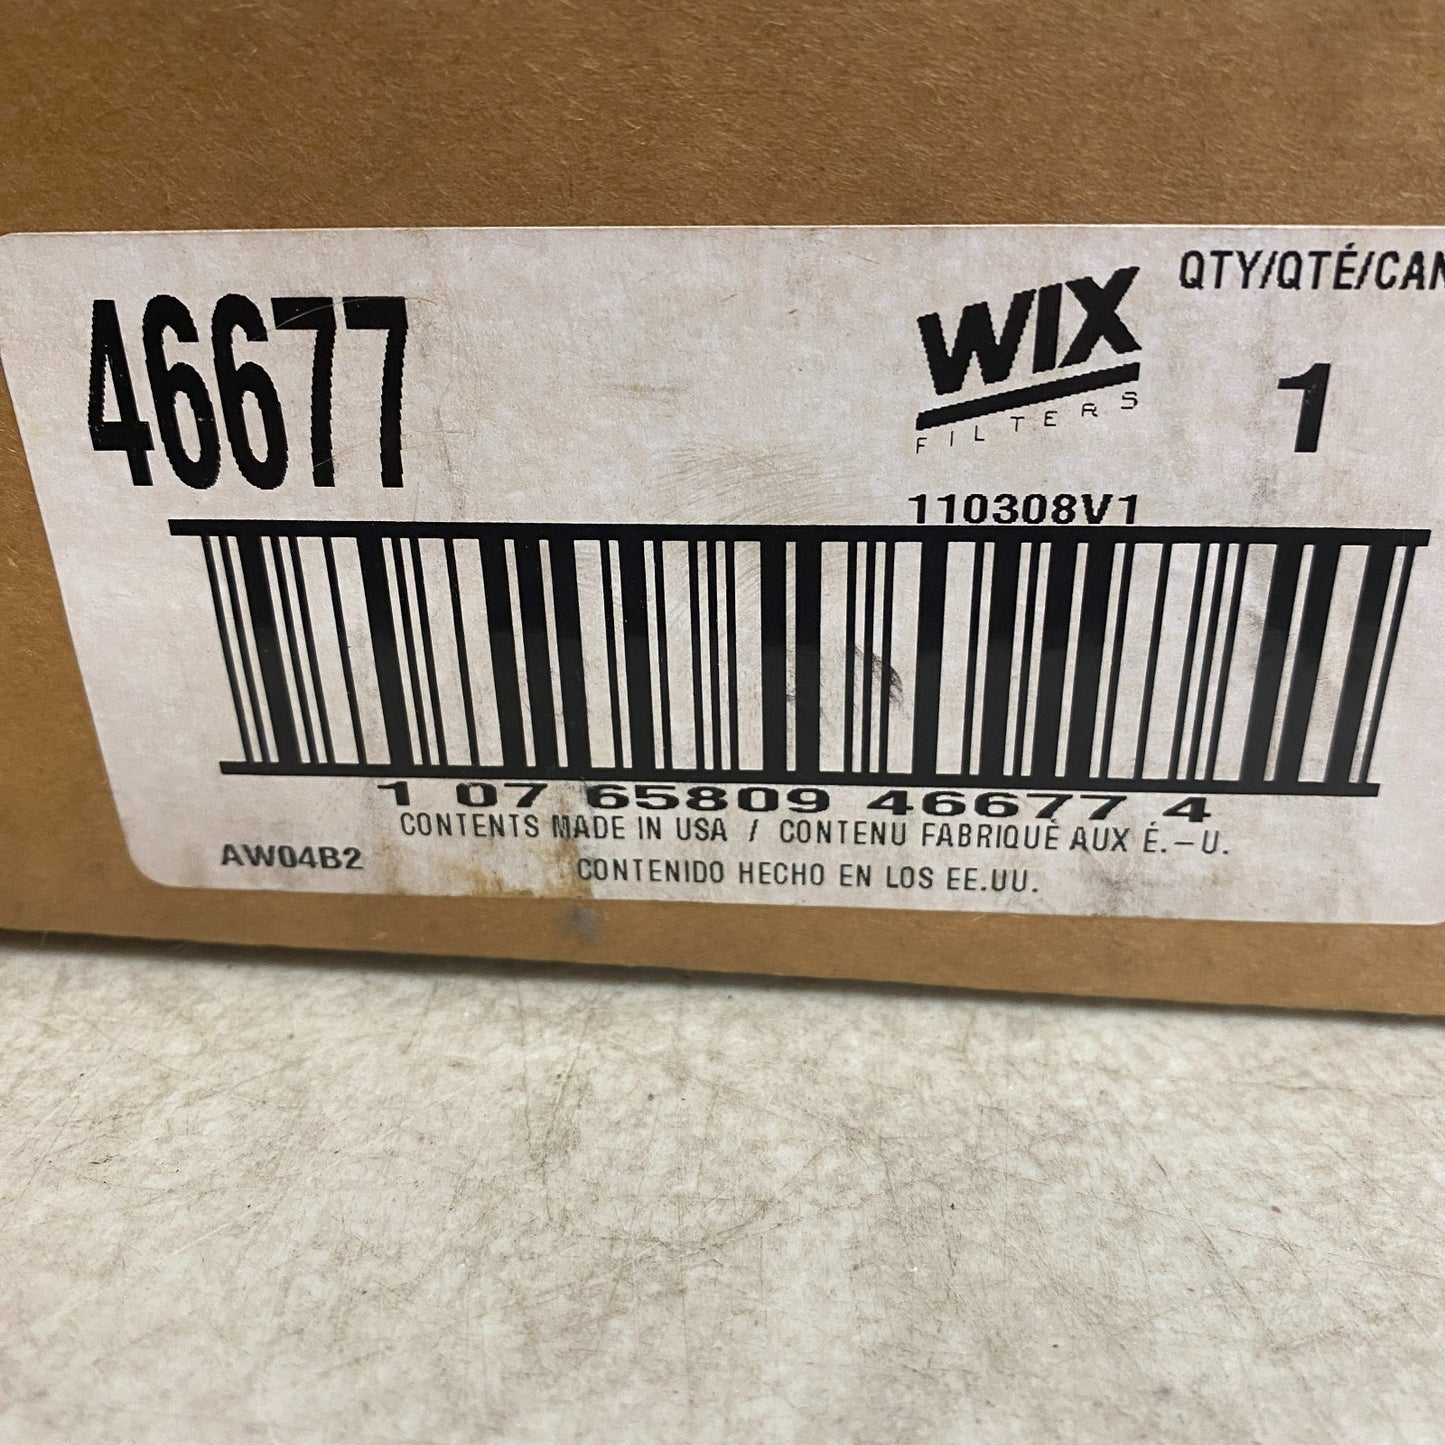 46677
WIX
FILTERS
QTY/QTÉ/CAN
1
110308V1
1 07 65809 46677 4
CONTENTS MADE IN USA / CONTENU FABRIQUÈ AUX É.-U.
AW04B2
CONTENIDO HECHO EN LOS EE.UU.